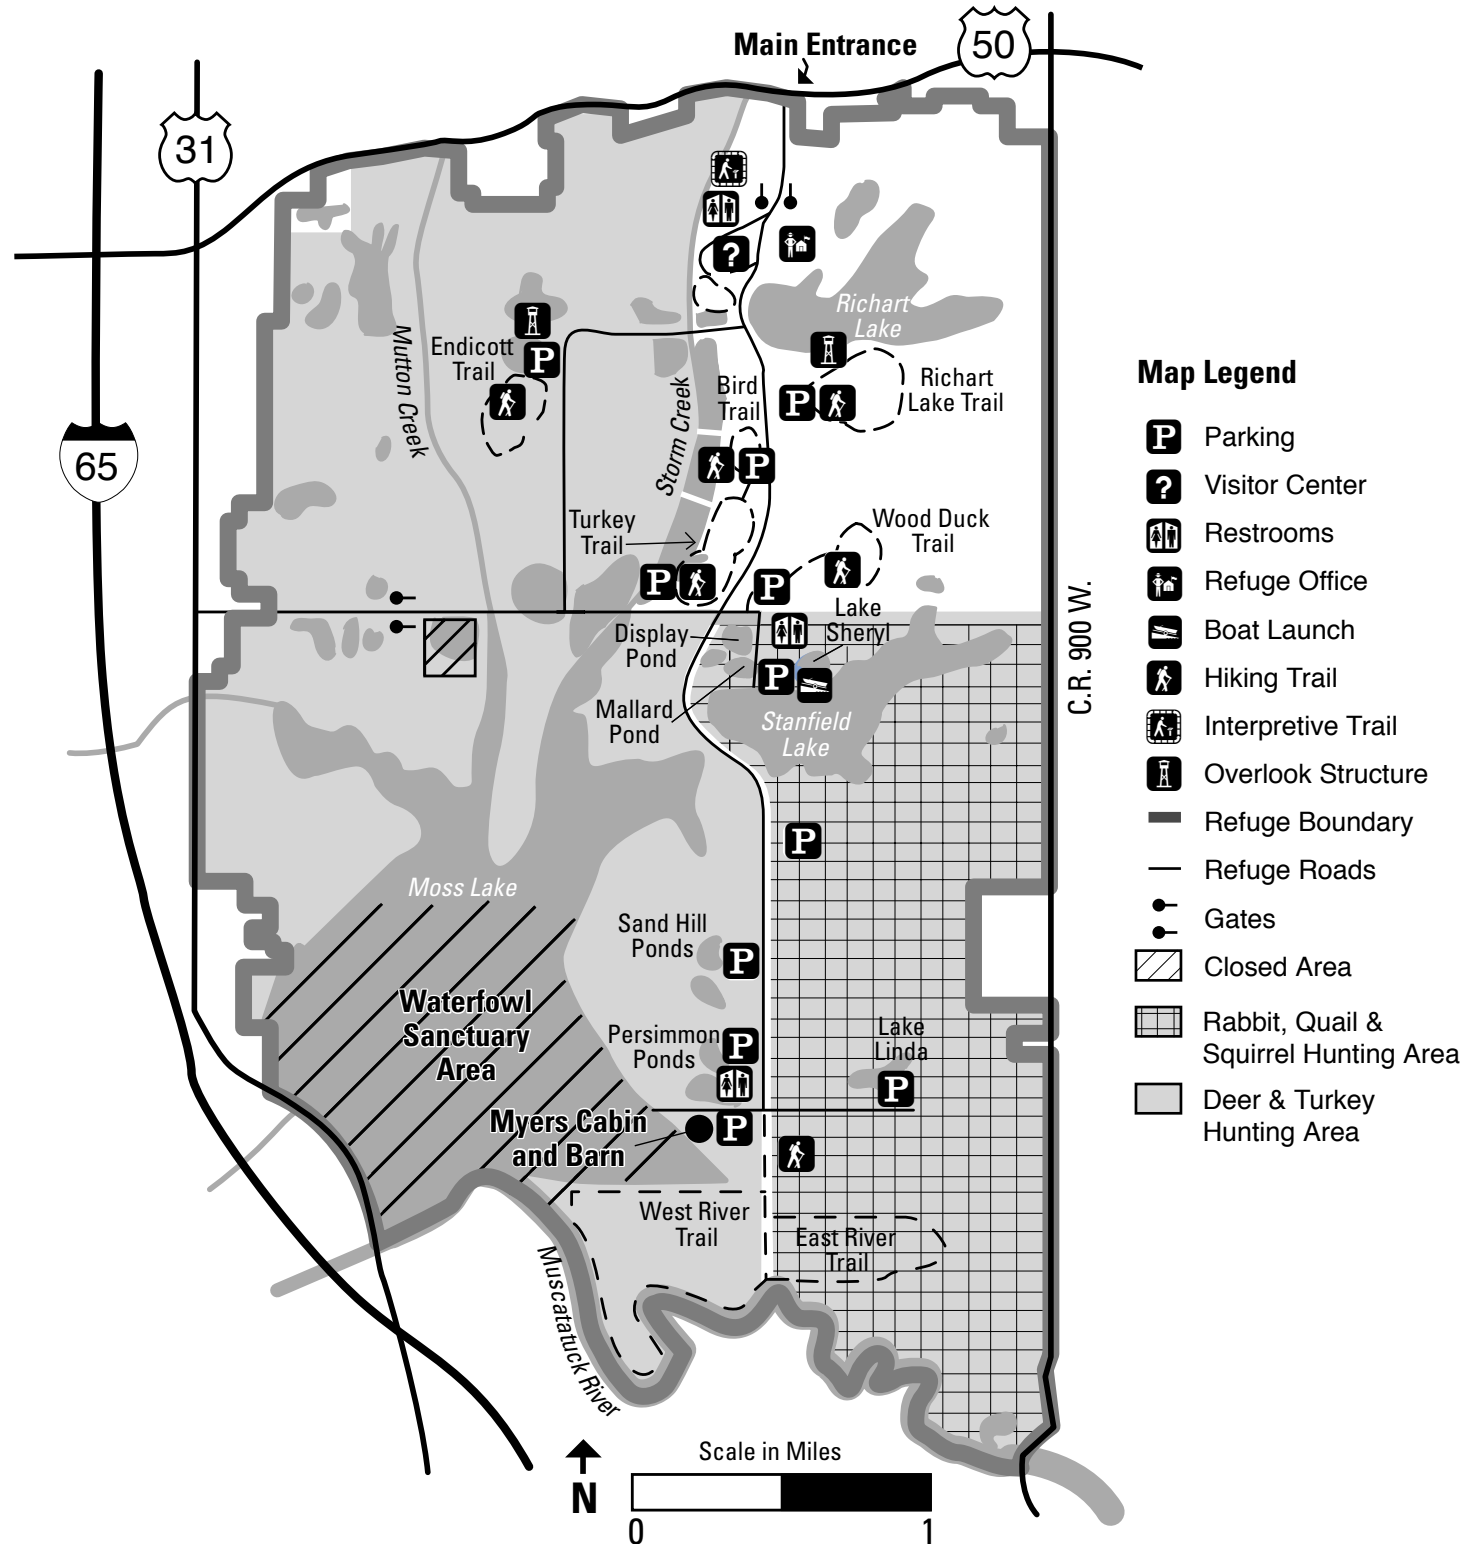 Main Entrance
50
31
65
Richart
Lake
Endicott
Trail
Mutton Creek
Storm Creek
Bird
Trail
Richart
Lake Trail
Turkey
Trail
Wood Duck
Trail
Lake
Sheryl
Display
Pond
Mallard
Pond
Stanfield
Lake
C.R. 900 W.
Moss Lake
Sand Hill
Ponds
Waterfowl
Sanctuary
Area
Persimmon
Ponds
Lake
Linda
Myers Cabin
and Barn
West River
Trail
East River
Trail
Muscatatuck River
P
P
P
P
P
P
P
P
P
P
P
?
Scale in Miles
N
0 1
Map Legend
P Parking
? Visitor Center
Restrooms
Refuge Office
Boat Launch
Hiking Trail
Interpretive Trail
Overlook Structure
Refuge Boundary
Refuge Roads
Gates
Closed Area
Rabbit, Quail &
Squirrel Hunting Area
Deer & Turkey
Hunting Area